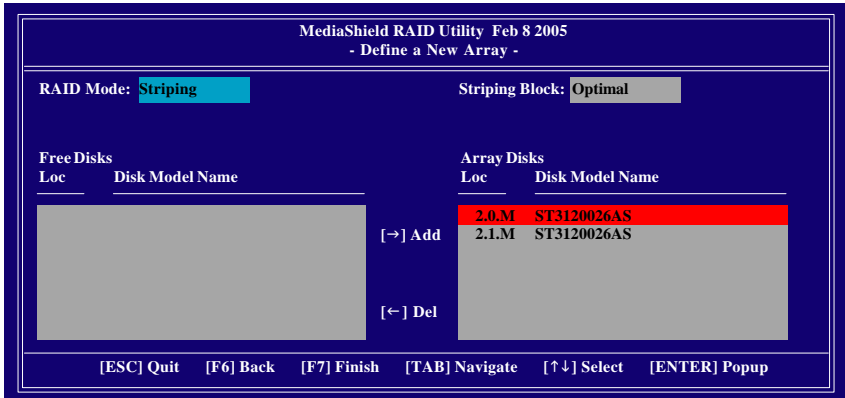 MediaShield RAID Utility Feb 8 2005
- Define a New Array -
RAID Mode: Striping
Striping Block: Optimal
Free Disks
Loc Disk Model Name
Array Disks
Loc Disk Model Name
[→] Add
[←] Del
2.0.M ST3120026AS
2.1.M ST3120026AS
[ESC] Quit [F6] Back [F7] Finish [TAB] Navigate [↑↓] Select [ENTER] Popup